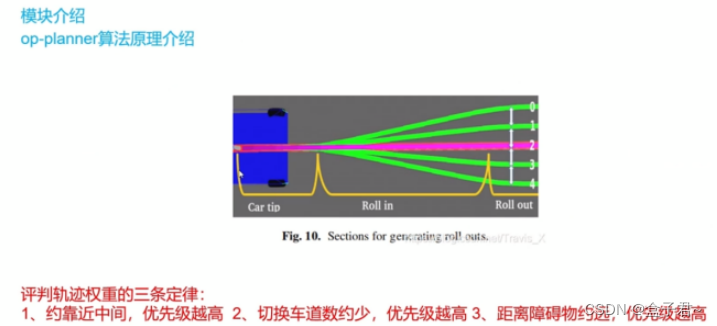 模块介绍
op-planner算法原理介绍
0
1
2
3
4
Car tip
Roll in
Roll out
Fig. 10. Sections for generating roll outs.
评判轨迹权重的三条定律：
1、约靠近中间，优先级越高 2、切换车道数约少，优先级越高 3、距离障碍物约远，优先级越高